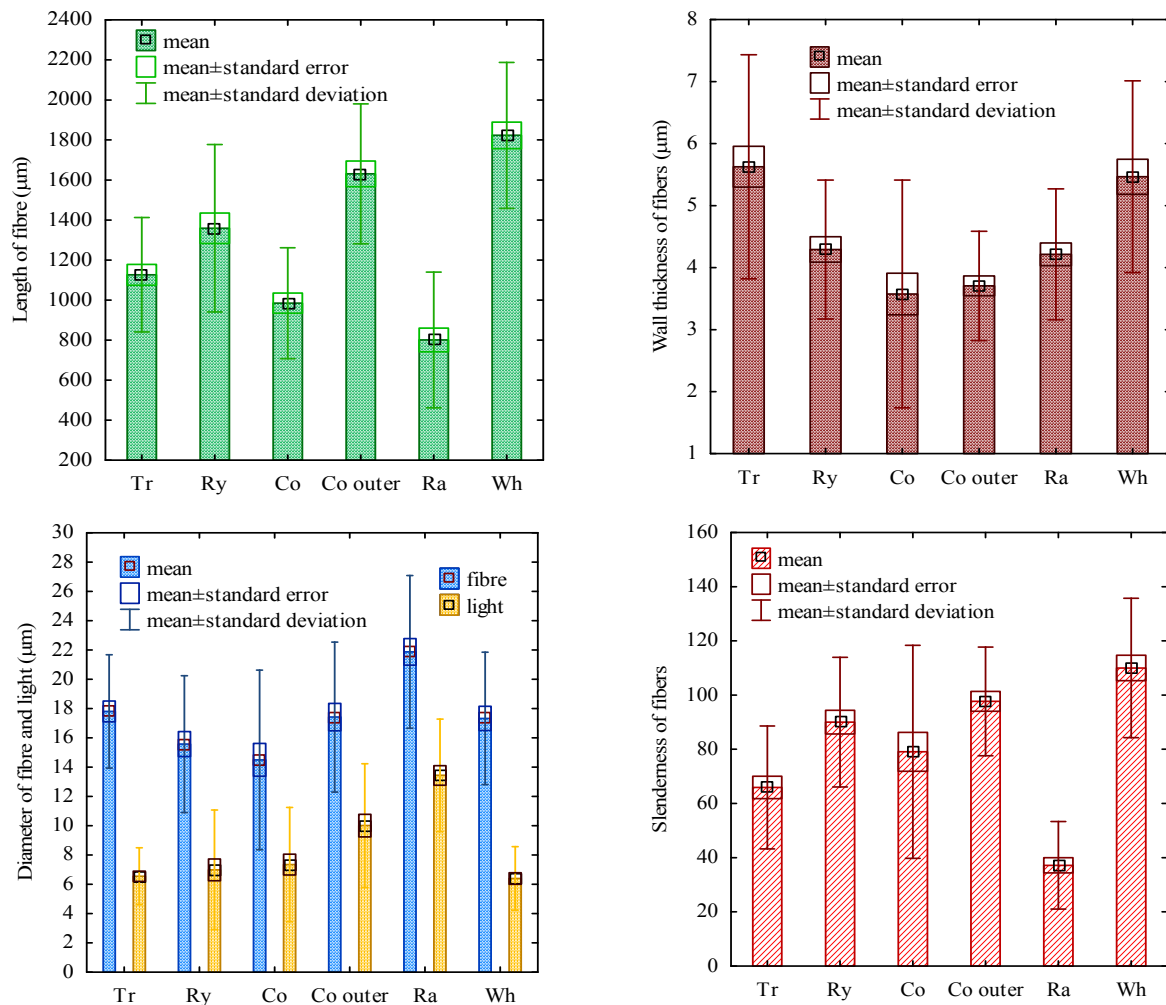 2400
2200
2000
1800
1600
1400
1200
1000
800
600
400
200
Length of fibre (µm)
mean
mean±standard error
mean±standard deviation
Tr Ry Co Co outer Ra Wh
8
7
6
5
4
3
2
1
Wall thickness of fibers (µm)
mean
mean±standard error
mean±standard deviation
Tr Ry Co Co outer Ra Wh
30
28
26
24
22
20
18
16
14
12
10
8
6
4
2
0
Diameter of fibre and light (µm)
mean
mean±standard error
mean±standard deviation
fibre
light
Tr Ry Co Co outer Ra Wh
160
140
120
100
80
60
40
20
0
Slenderness of fibers
mean
mean±standard error
mean±standard deviation
Tr Ry Co Co outer Ra Wh